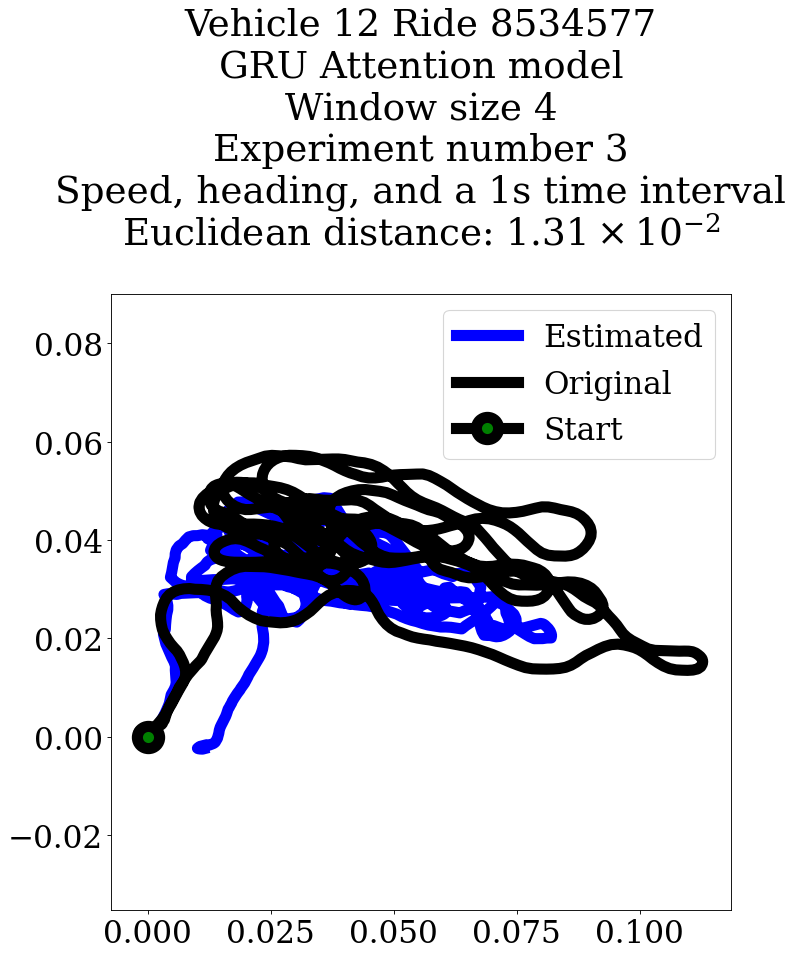 Vehicle 12 Ride 8534577
GRU Attention model
Window size 4
Experiment number 3
Speed, heading, and a 1s time interval
Euclidean distance: 1.31 × 10⁻²
Estimated
Original
Start
0.08
0.06
0.04
0.02
0.00
−0.02
0.000 0.025 0.050 0.075 0.100